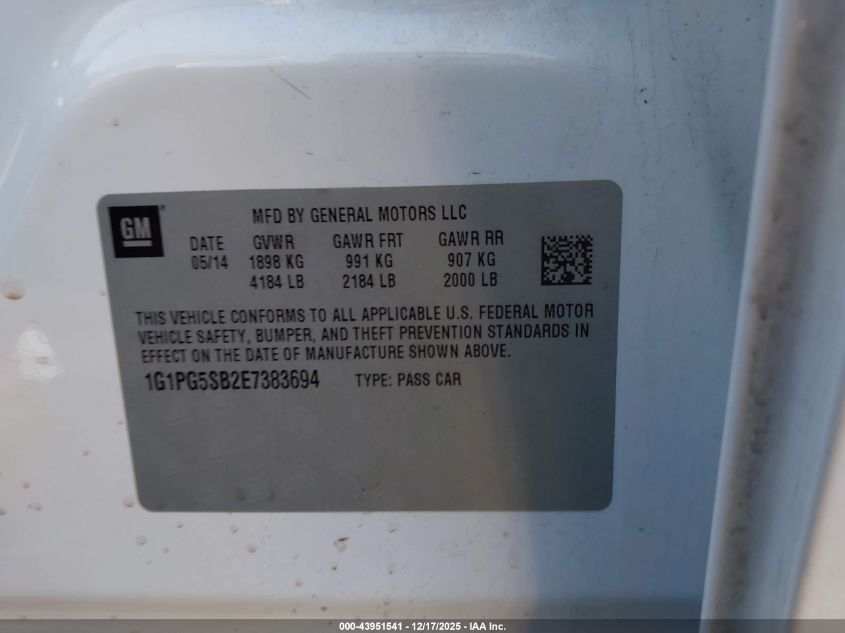 GM
MFD BY GENERAL MOTORS LLC
DATE GVWR GAWR FRT GAWR RR
05/14 1898 KG 991 KG 907 KG
4184 LB 2184 LB 2000 LB
THIS VEHICLE CONFORMS TO ALL APPLICABLE U.S. FEDERAL MOTOR
VEHICLE SAFETY, BUMPER, AND THEFT PREVENTION STANDARDS IN
EFFECT ON THE DATE OF MANUFACTURE SHOWN ABOVE.
1G1PG5SB2E7383694 TYPE: PASS CAR
000-43951541 - 12/17/2025 - IAA Inc.